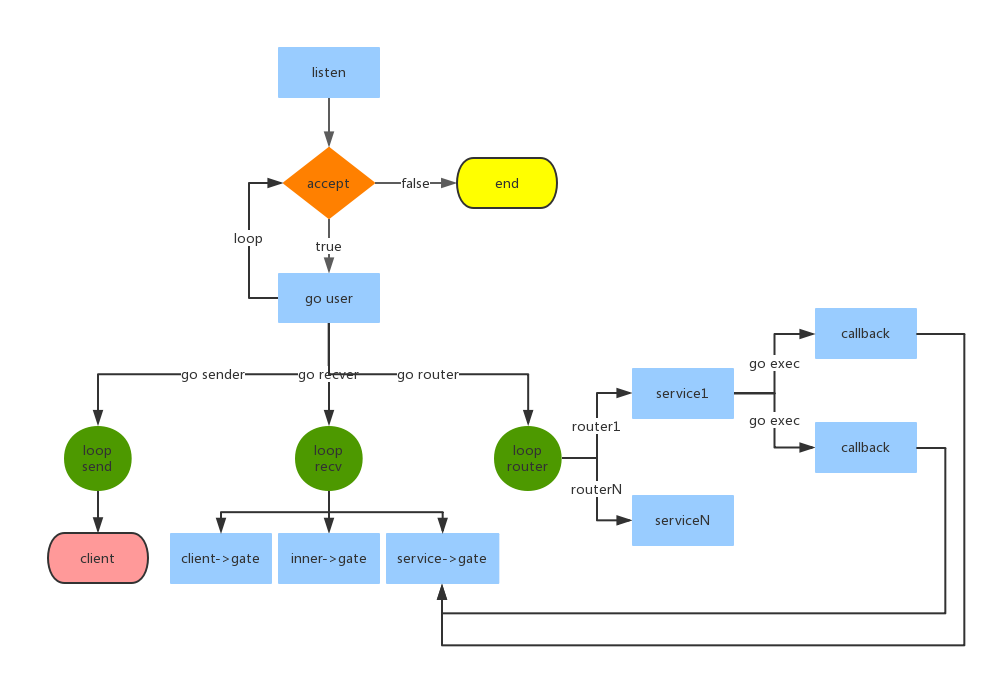 listen
accept
false
end
loop
true
go user
go sender
go recver
go router
loop
send
loop
recv
loop
router
router1
routerN
service1
serviceN
go exec
go exec
callback
callback
client
client->gate
inner->gate
service->gate